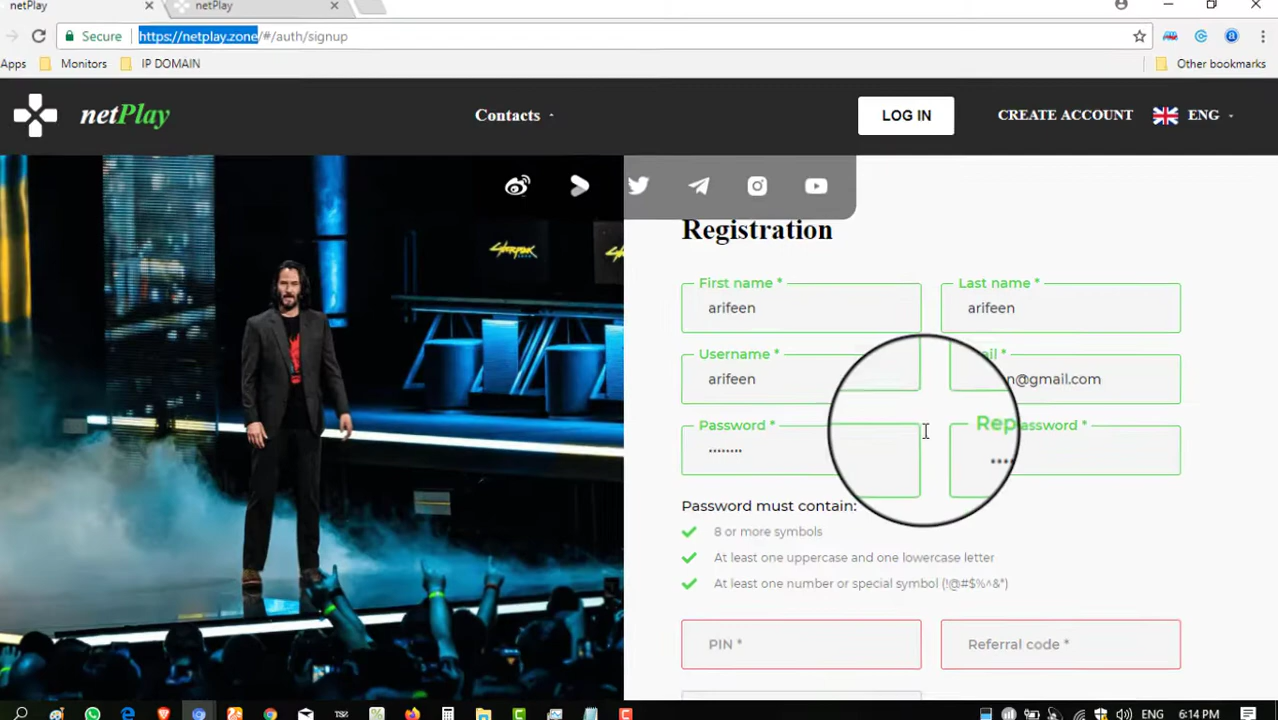 netPlay
netPlay
Secure https://netplay.zone/#/auth/signup
Apps Monitors IP DOMAIN Other bookmarks
netPlay Contacts LOG IN CREATE ACCOUNT ENG
CYBERPUNK
Registration
First name * Last name *
arifeen arifeen
Username *
arifeen n@gmail.com
Password * Rep assword *
Password must contain:
8 or more symbols
At least one uppercase and one lowercase letter
At least one number or special symbol (!@#$%^&*)
PIN * Referral code *
ENG 6:14 PM